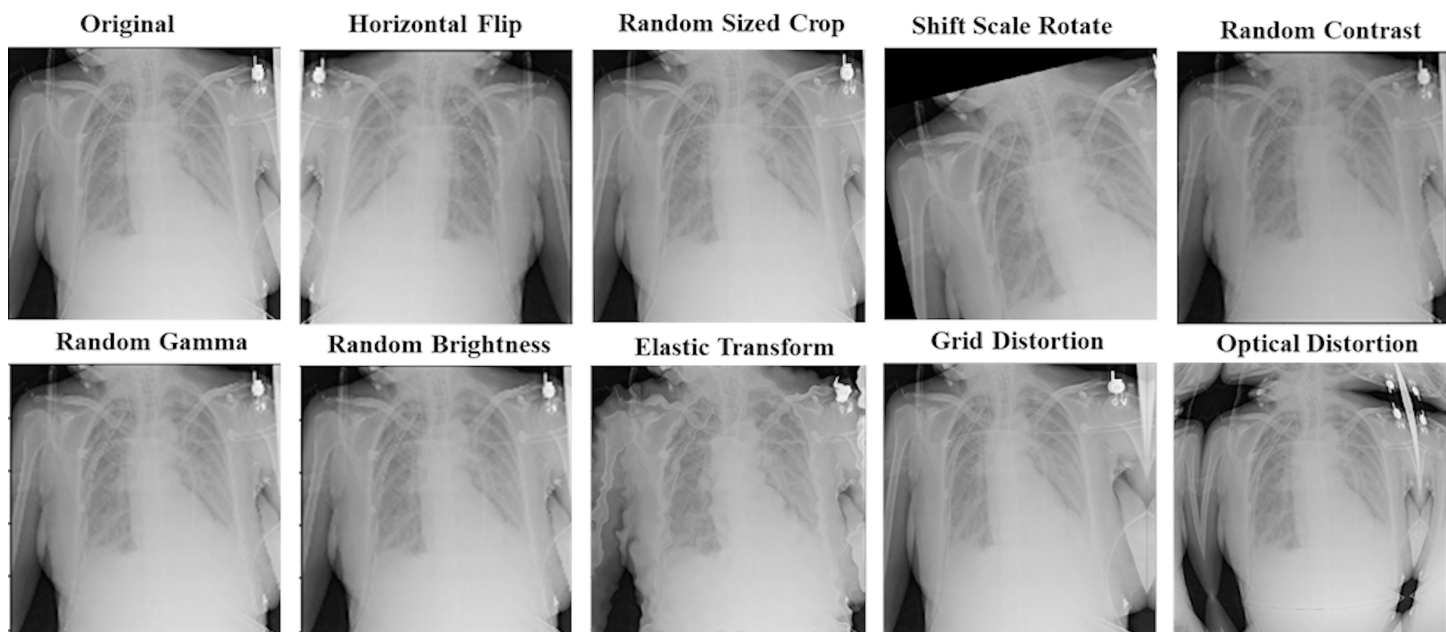 Original
Horizontal Flip
Random Sized Crop
Shift Scale Rotate
Random Contrast
Random Gamma
Random Brightness
Elastic Transform
Grid Distortion
Optical Distortion